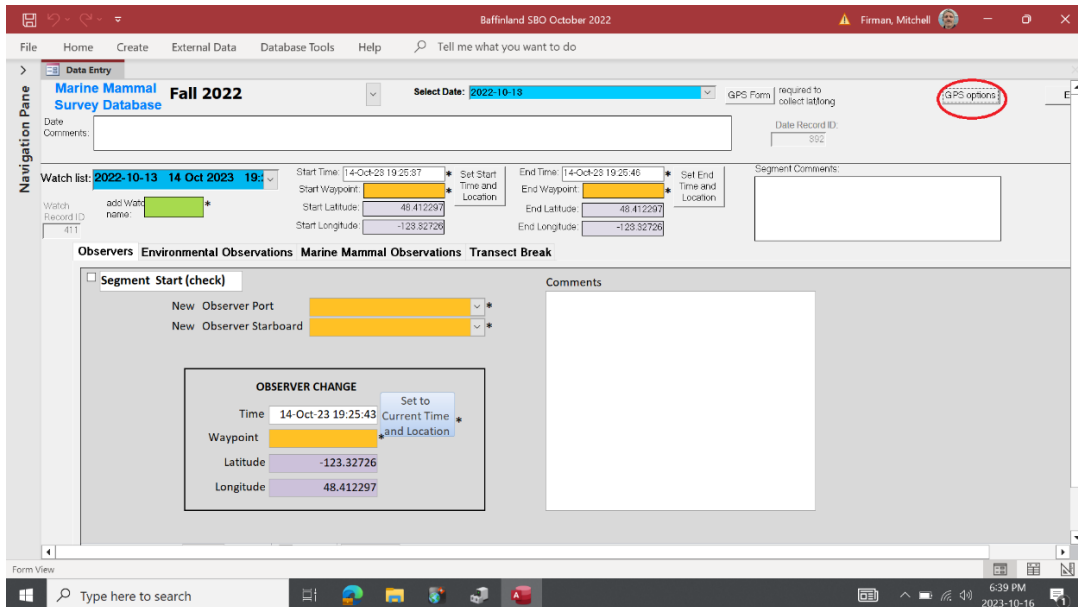 Baffinland SBO October 2022
Firman, Mitchell
File Home Create External Data Database Tools Help Tell me what you want to do
Data Entry
Navigation Pane
Marine Mammal
Survey Database
Fall 2022
Select Date: 2022-10-13
GPS Form
required to
collect lat/long
GPS options
E
Date
Comments:
Date Record ID:
892
Watch list: 2022-10-13 14 Oct 2023 19:
Start Time: 14-Oct-23 19:25:37 *
Set Start
Time and
Location
End Time: 14-Oct-23 19:25:46 *
Set End
Time and
Location
Segment Comments:
Start Waypoint: *
End Waypoint: *
Watch
Record ID
411
add Watc
name: *
Start Latitude: 48.412297
End Latitude: 48.412297
Start Longitude: -123.32726
End Longitude: -123.32726
Observers Environmental Observations Marine Mammal Observations Transect Break
Segment Start (check)
Comments
New Observer Port *
New Observer Starboard *
OBSERVER CHANGE
Time 14-Oct-23 19:25:43
Set to
Current Time
and Location
*
Waypoint *
Latitude -123.32726
Longitude 48.412297
Form View
Type here to search
6:39 PM
2023-10-16
1